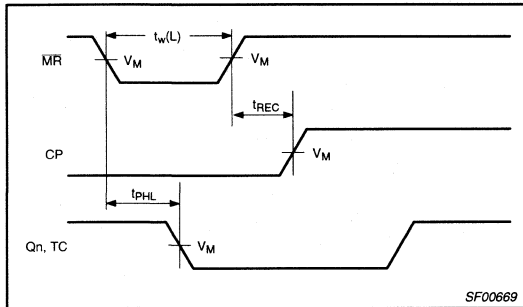 tw(L)
MR VM VM
tREC
CP VM
tPHL
Qn, TC VM
SF00669